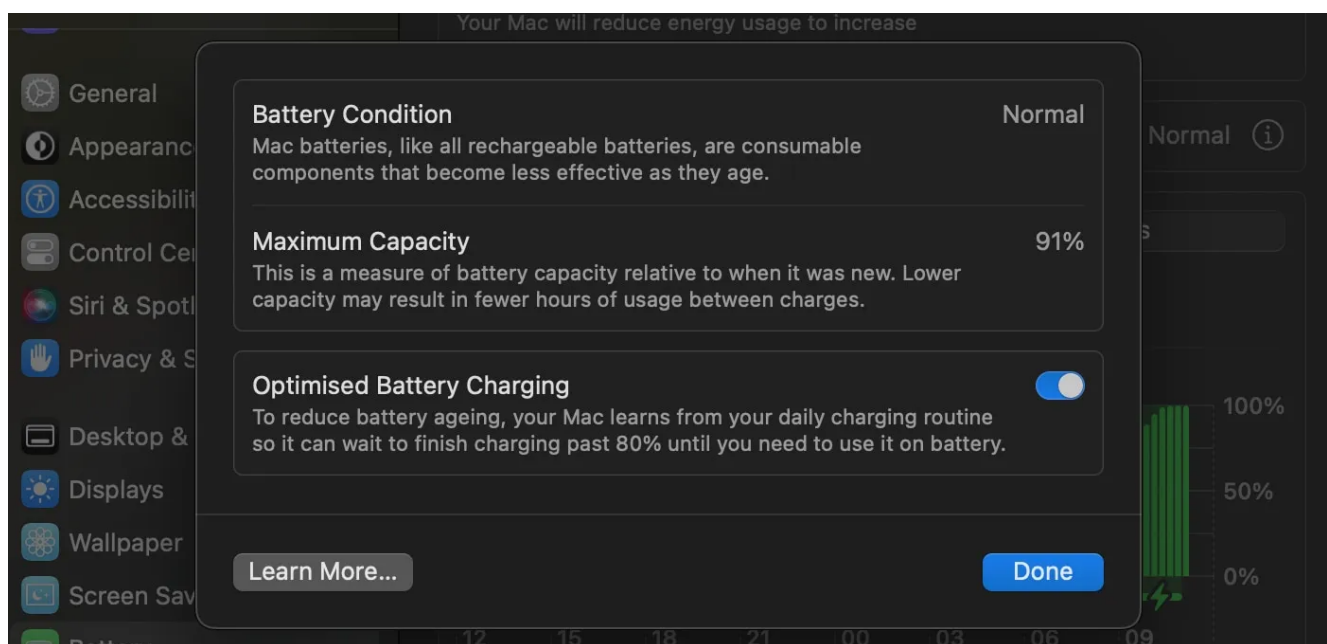 Your Mac will reduce energy usage to increase
General
Appearanc
Accessibilit
Control Ce
Siri & Spotl
Privacy & S
Desktop &
Displays
Wallpaper
Screen Sav
Battery Condition
Normal
Mac batteries, like all rechargeable batteries, are consumable
components that become less effective as they age.
Maximum Capacity
91%
This is a measure of battery capacity relative to when it was new. Lower
capacity may result in fewer hours of usage between charges.
Optimised Battery Charging
To reduce battery ageing, your Mac learns from your daily charging routine
so it can wait to finish charging past 80% until you need to use it on battery.
Learn More...
Done
Normal
s
100%
50%
0%
12 15 18 21 00 03 06 09